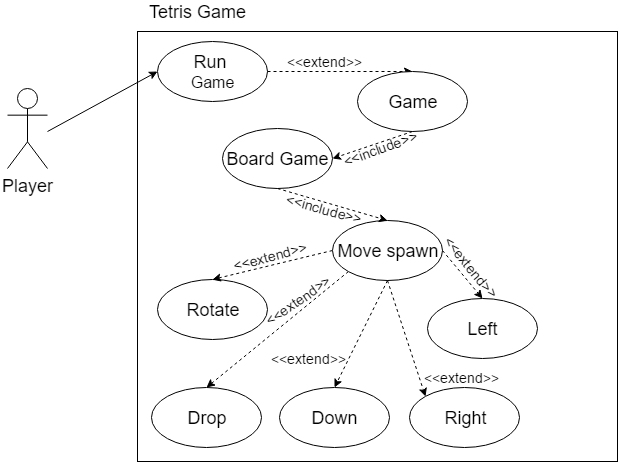 Tetris Game
Run
Game
<<extend>>
Game
<<include>>
Board Game
<<include>>
Player
Move spawn
<<extend>>
<<extend>>
<<extend>>
Rotate
Left
<<extend>>
<<extend>>
Drop
Down
Right